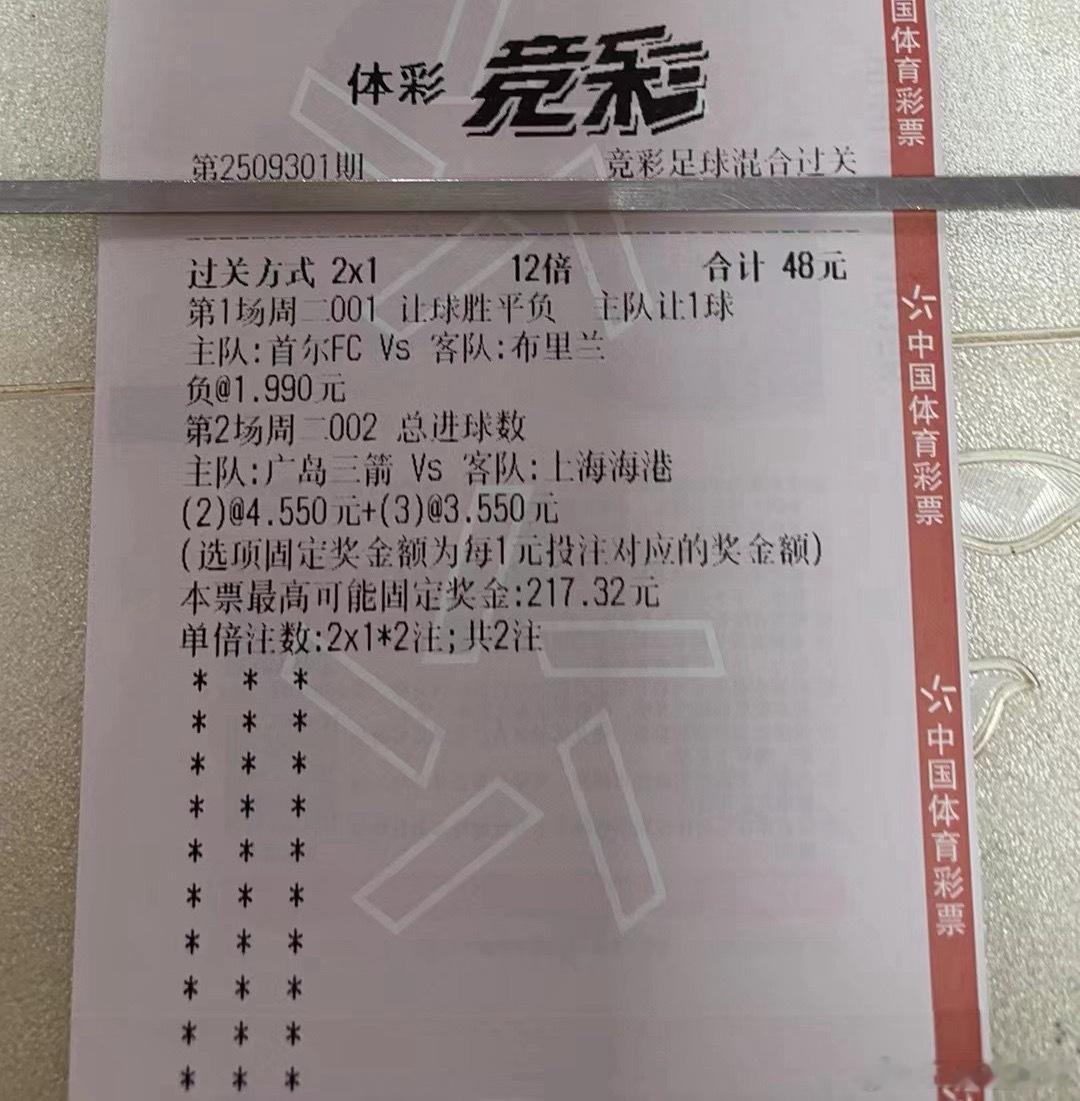 国体育彩票
体彩 竞彩
第2509301期 竞彩足球混合过关
过关方式 2x1 12倍 合计 48元
第1场周二001 让球胜平负 主队让1球
主队:首尔FC Vs 客队:布里兰
负@1.990元
第2场周二002 总进球数
主队:广岛三箭 Vs 客队:上海海港
(2)@4.550元+(3)@3.550元
(选项固定奖金额为每1元投注对应的奖金额)
本票最高可能固定奖金:217.32元
单倍注数:2x1*2注;共2注
* * *
* * *
* * *
* * *
* * *
* * *
* * *
* * *
* * *
* * *
中国体育彩票
中国体育彩票